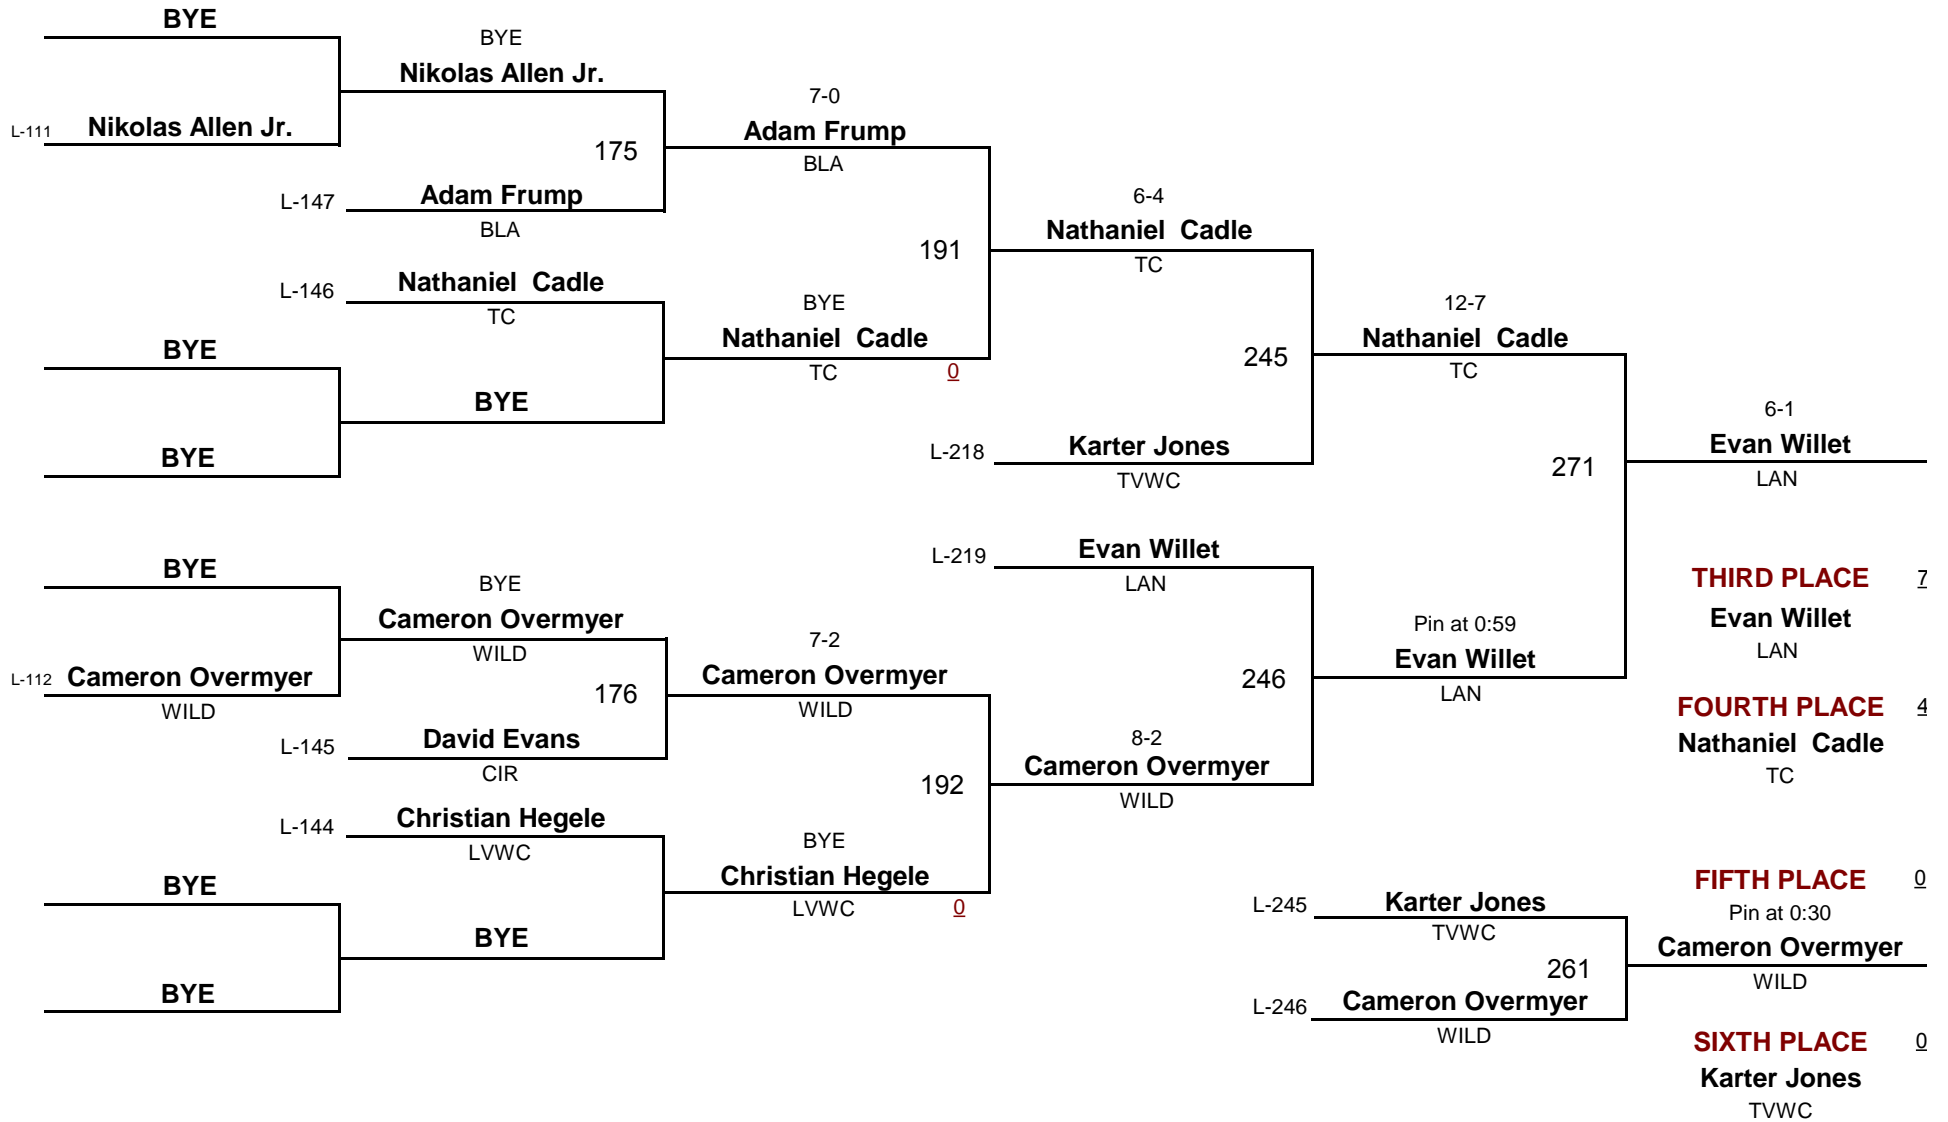 BYE
BYE
Nikolas Allen Jr.
L-111 Nikolas Allen Jr.
175
L-147 Adam Frump
BLA
7-0
Adam Frump
BLA
L-146 Nathaniel Cadle
TC
BYE
BYE
BYE
BYE
Nathaniel Cadle
TC 0
191
6-4
Nathaniel Cadle
TC
245
L-218 Karter Jones
TVWC
12-7
Nathaniel Cadle
TC
271
6-1
Evan Willet
LAN
BYE
BYE
Cameron Overmyer
WILD
L-112 Cameron Overmyer
WILD
176
L-145 David Evans
CIR
7-2
Cameron Overmyer
WILD
L-144 Christian Hegele
LVWC
BYE
BYE
BYE
BYE
Christian Hegele
LVWC 0
192
L-219 Evan Willet
LAN
246
8-2
Cameron Overmyer
WILD
Pin at 0:59
Evan Willet
LAN
THIRD PLACE 7
Evan Willet
LAN
FOURTH PLACE 4
Nathaniel Cadle
TC
L-245 Karter Jones
TVWC
261
L-246 Cameron Overmyer
WILD
FIFTH PLACE 0
Pin at 0:30
Cameron Overmyer
WILD
SIXTH PLACE 0
Karter Jones
TVWC